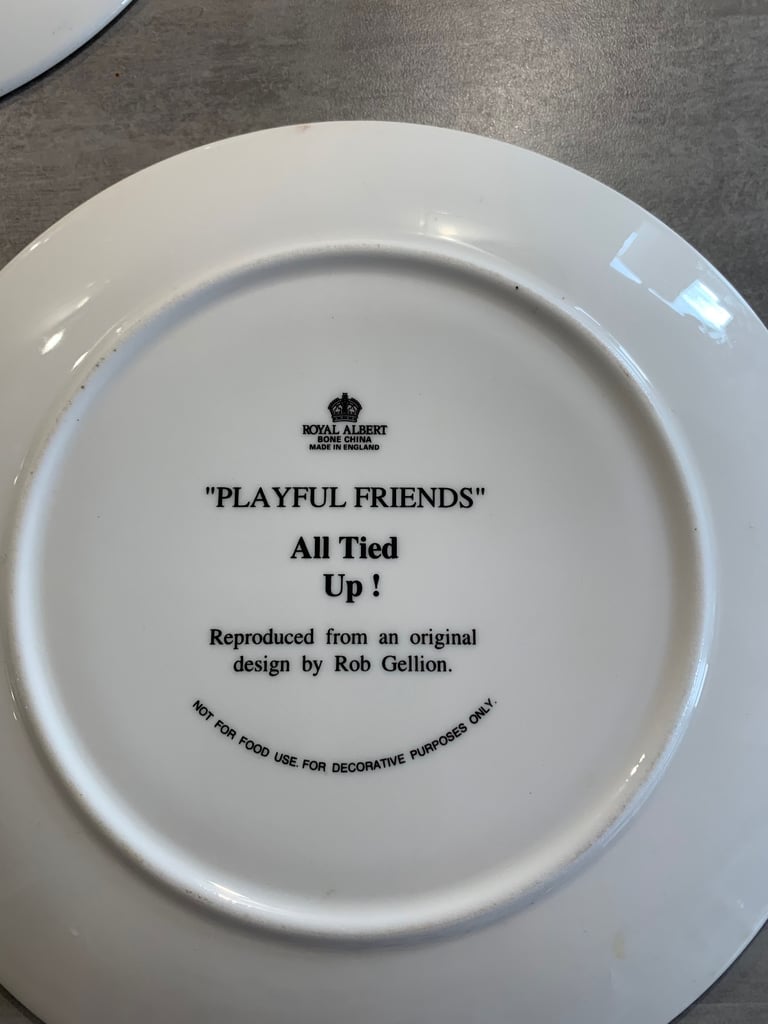 ROYAL ALBERT
BONE CHINA
MADE IN ENGLAND
"PLAYFUL FRIENDS"
All Tied
Up !
Reproduced from an original
design by Rob Gellion.
NOT FOR FOOD USE. FOR DECORATIVE PURPOSES ONLY.